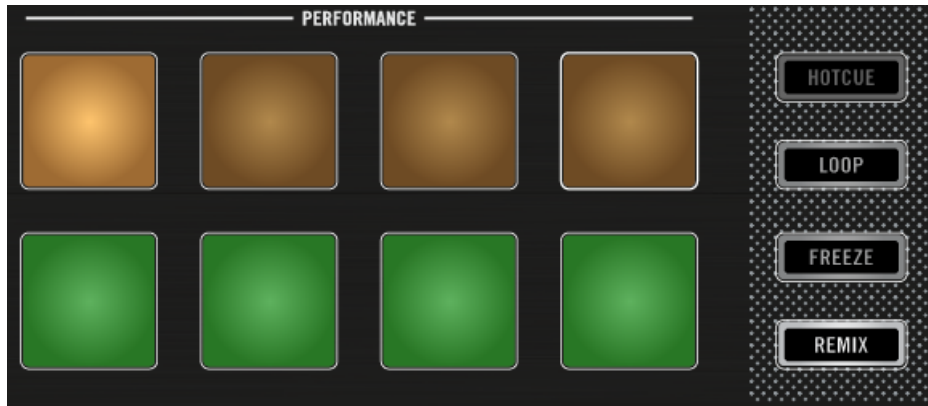 PERFORMANCE
HOTCUE
LOOP
FREEZE
REMIX